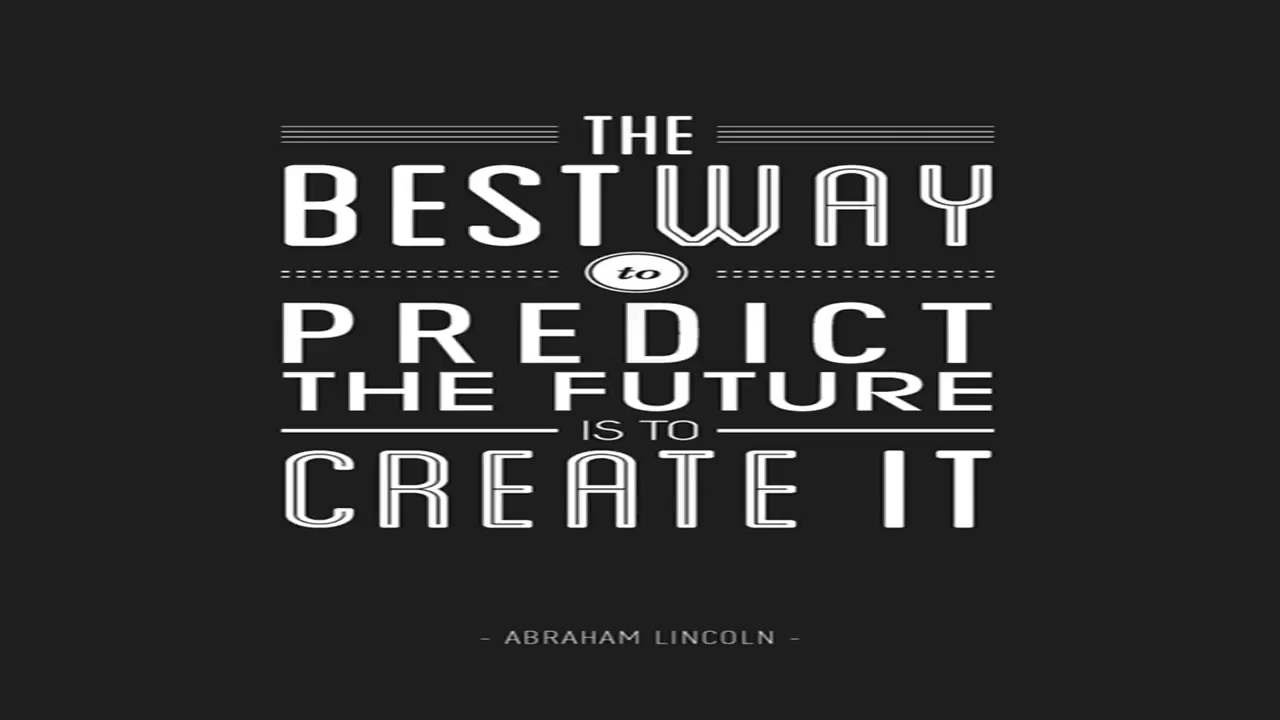 THE
BEST WAY
to
PREDICT
THE FUTURE
IS TO
CREATE IT
- ABRAHAM LINCOLN -